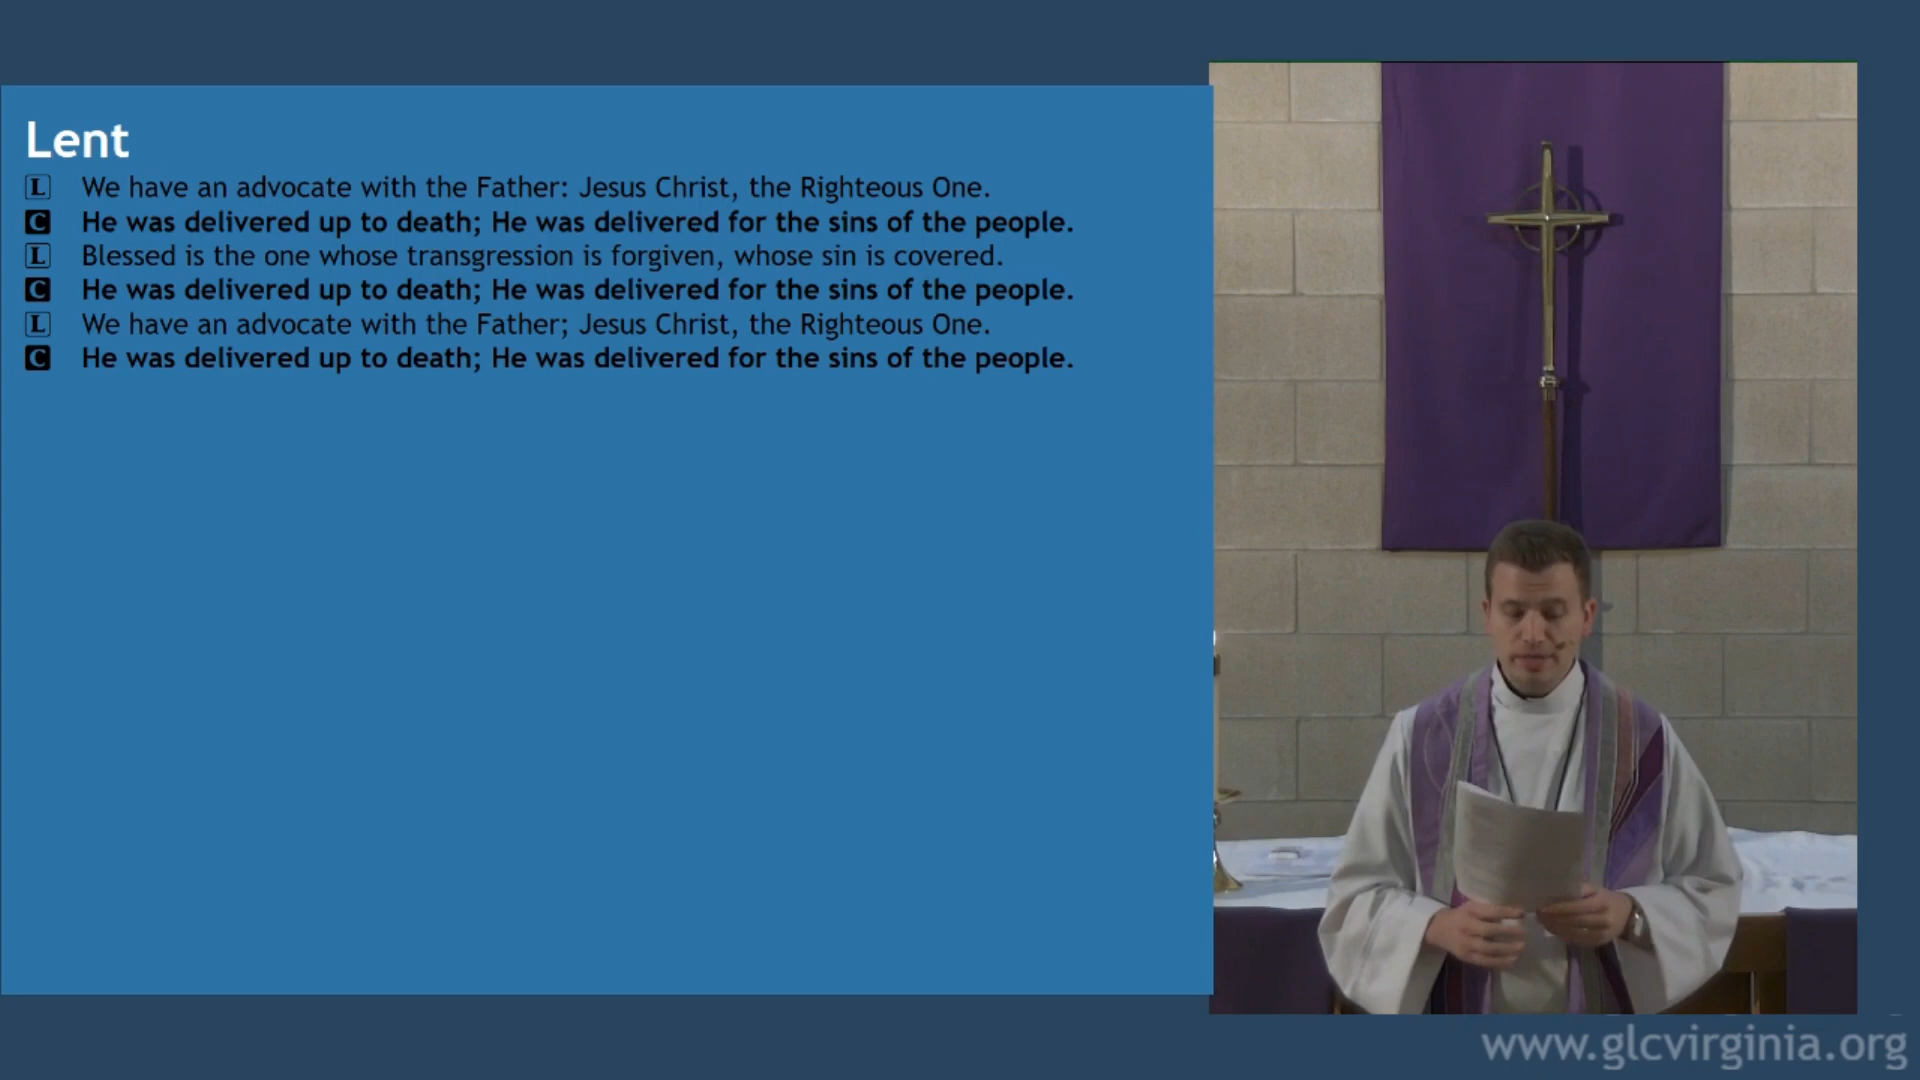 Lent
L We have an advocate with the Father: Jesus Christ, the Righteous One.
C He was delivered up to death; He was delivered for the sins of the people.
L Blessed is the one whose transgression is forgiven, whose sin is covered.
C He was delivered up to death; He was delivered for the sins of the people.
L We have an advocate with the Father; Jesus Christ, the Righteous One.
C He was delivered up to death; He was delivered for the sins of the people.
www.glcvirginia.org